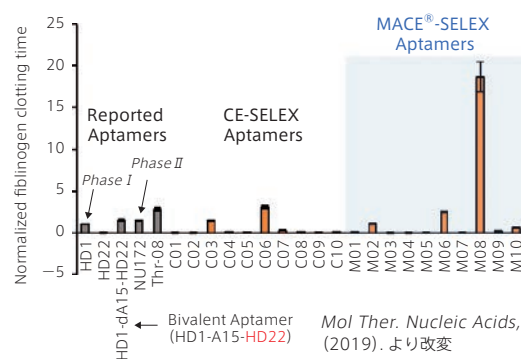 MACE®-SELEX
Aptamers
Normalized fiblinogen clotting time
25
20
15
10
5
0
−5
Reported
Aptamers
CE-SELEX
Aptamers
Phase I
Phase II
HD1
HD22
HD1-dA15-HD22
NU172
Thr-08
C01
C02
C03
C04
C05
C06
C07
C08
C09
C10
M01
M02
M03
M04
M05
M06
M07
M08
M09
M10
Bivalent Aptamer
(HD1-A15-HD22)
Mol Ther. Nucleic Acids,
(2019). より改変